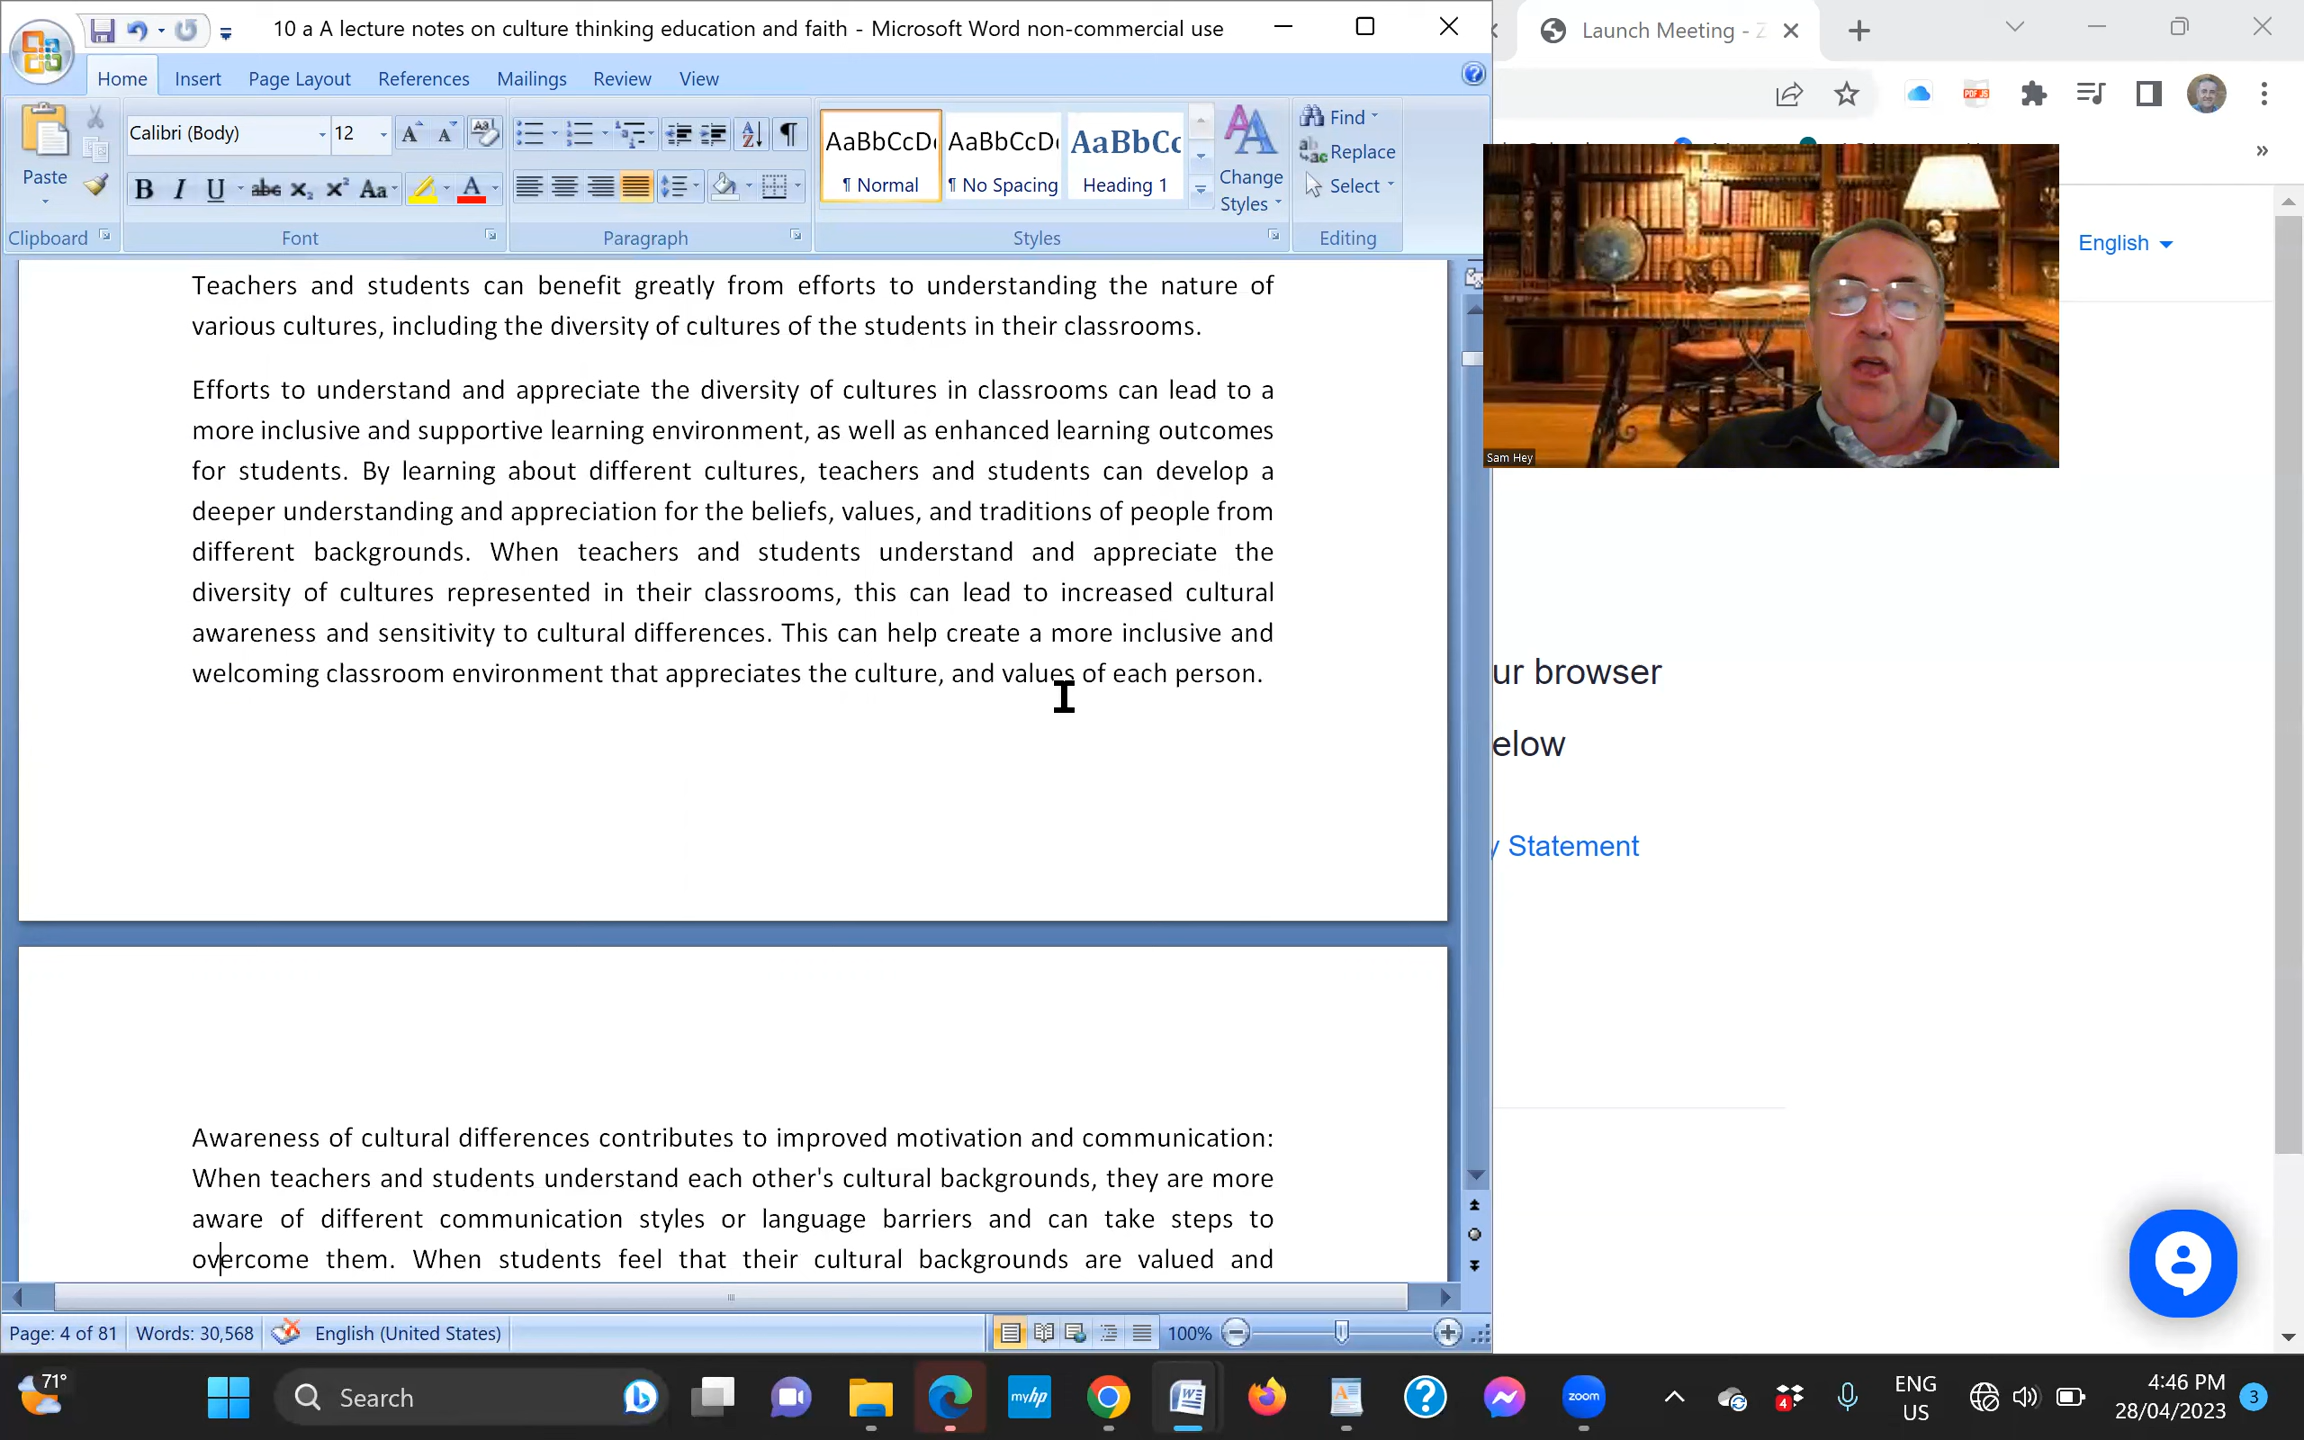 10 a A lecture notes on culture thinking education and faith - Microsoft Word non-commercial use
Launch Meeting - Z
Home Insert Page Layout References Mailings Review View
Paste
Calibri (Body) 12
AaBbCcDc AaBbCcDc AaBbCc
¶ Normal ¶ No Spacing Heading 1
Change
Styles
Find
Replace
Select
Clipboard Font Paragraph Styles Editing
PDF JS
English
Sam Hey
Teachers and students can benefit greatly from efforts to understanding the nature of
various cultures, including the diversity of cultures of the students in their classrooms.
Efforts to understand and appreciate the diversity of cultures in classrooms can lead to a
more inclusive and supportive learning environment, as well as enhanced learning outcomes
for students. By learning about different cultures, teachers and students can develop a
deeper understanding and appreciation for the beliefs, values, and traditions of people from
different backgrounds. When teachers and students understand and appreciate the
diversity of cultures represented in their classrooms, this can lead to increased cultural
awareness and sensitivity to cultural differences. This can help create a more inclusive and
welcoming classroom environment that appreciates the culture, and values of each person.
ur browser
elow
y Statement
Awareness of cultural differences contributes to improved motivation and communication:
When teachers and students understand each other's cultural backgrounds, they are more
aware of different communication styles or language barriers and can take steps to
overcome them. When students feel that their cultural backgrounds are valued and
Page: 4 of 81 Words: 30,568 English (United States) 100%
71° Search myhp zoom 4 ENG
US
4:46 PM
28/04/2023
3